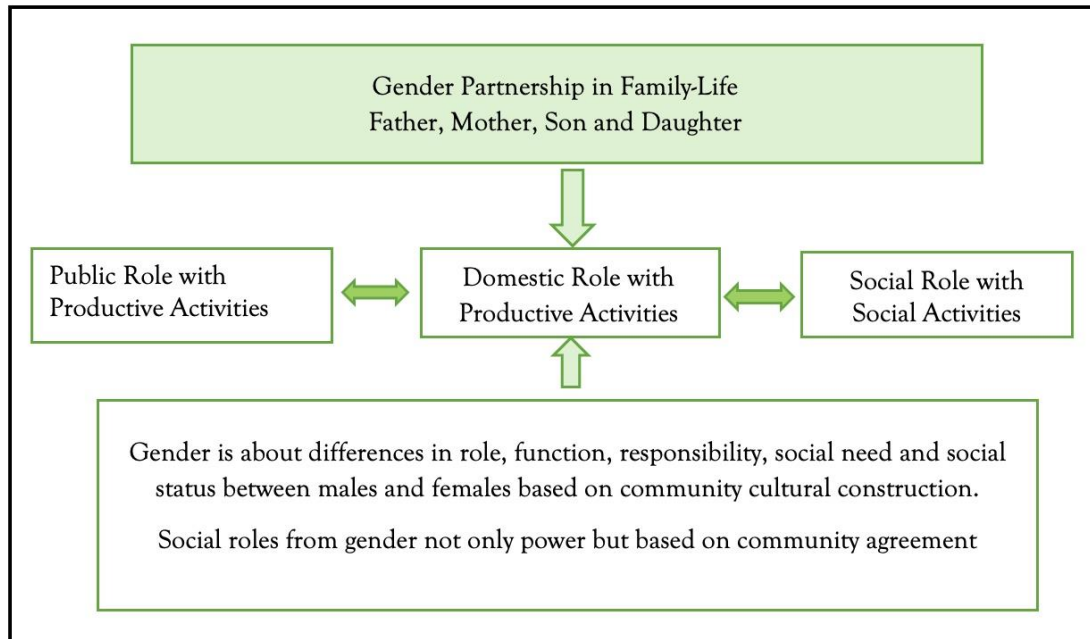 Gender Partnership in Family-Life
Father, Mother, Son and Daughter
Public Role with
Productive Activities
Domestic Role with
Productive Activities
Social Role with
Social Activities
Gender is about differences in role, function, responsibility, social need and social
status between males and females based on community cultural construction.
Social roles from gender not only power but based on community agreement